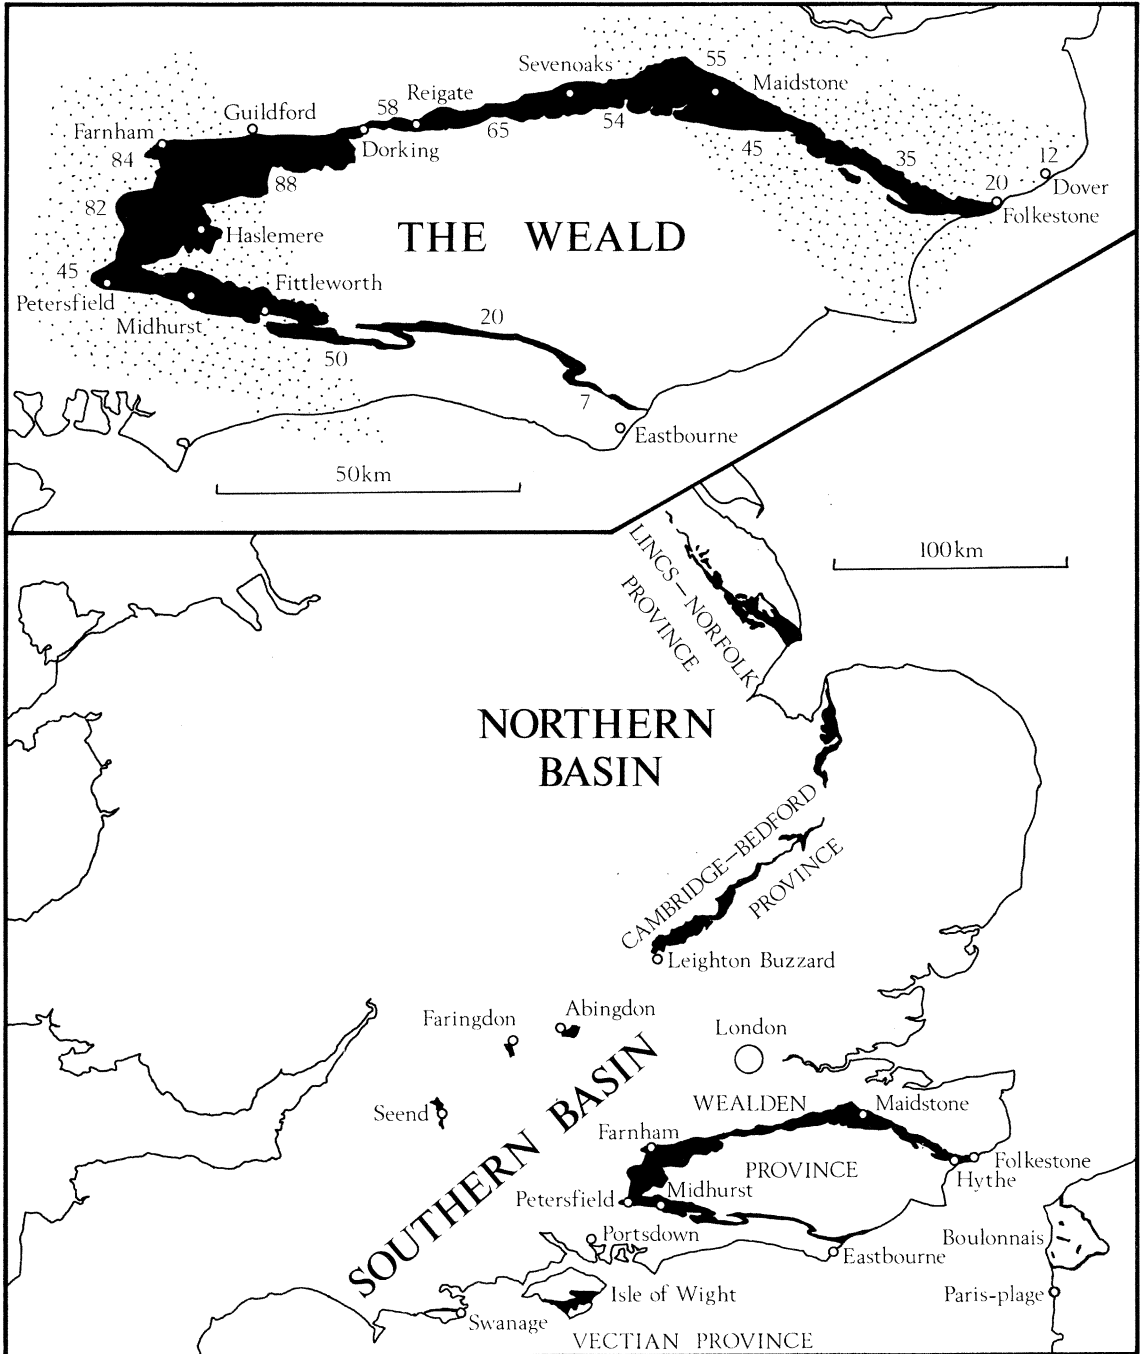 55
Sevenoaks
Maidstone
Reigate
58
Guildford
Farnham
65
54
Dorking
84
45
35
12
88
20
Dover
82
Folkestone
Haslemere
THE WEALD
45
Fittleworth
Petersfield
Midhurst
20
50
7
Eastbourne
50km
100km
LINCS – NORFOLK
PROVINCE
NORTHERN
BASIN
CAMBRIDGE – BEDFORD
PROVINCE
Leighton Buzzard
Abingdon
Faringdon
London
Seend
SOUTHERN BASIN
WEALDEN
Maidstone
Farnham
PROVINCE
Folkestone
Hythe
Petersfield
Midhurst
Portsdown
Boulonnais
Eastbourne
Isle of Wight
Paris-plage
Swanage
VECTIAN PROVINCE